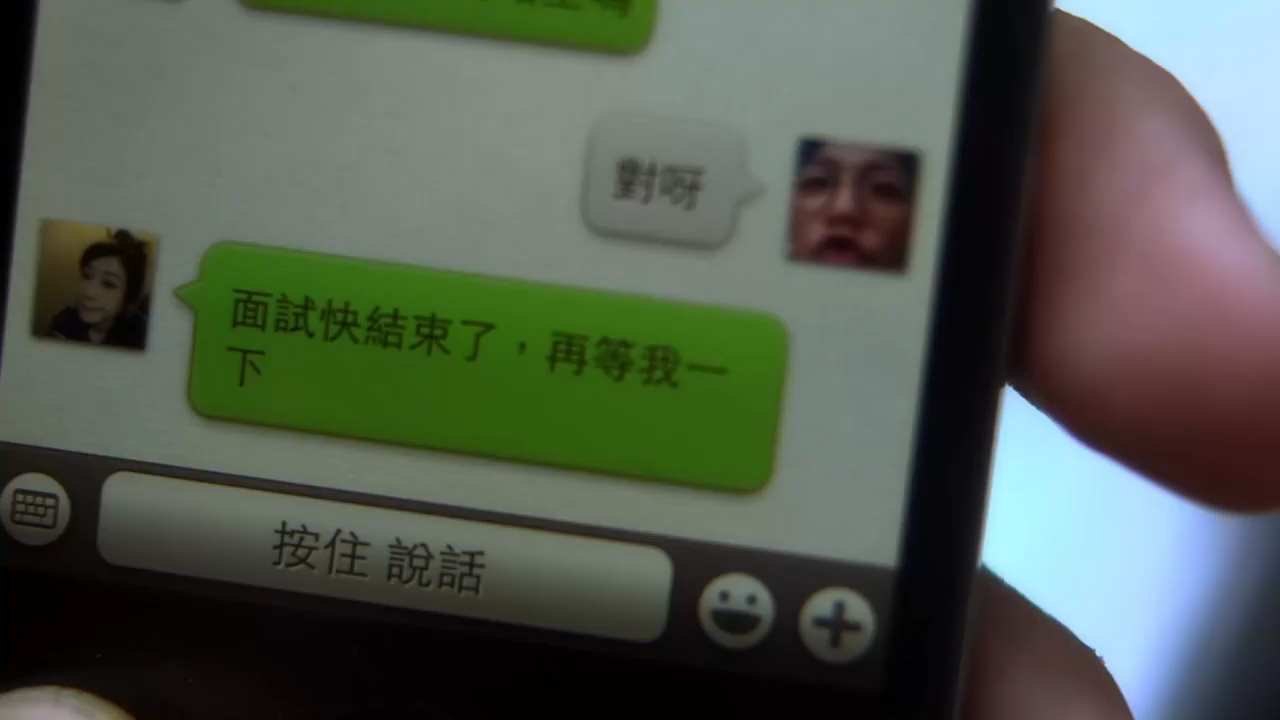 對呀
面試快結束了，再等我一
下
按住 說話